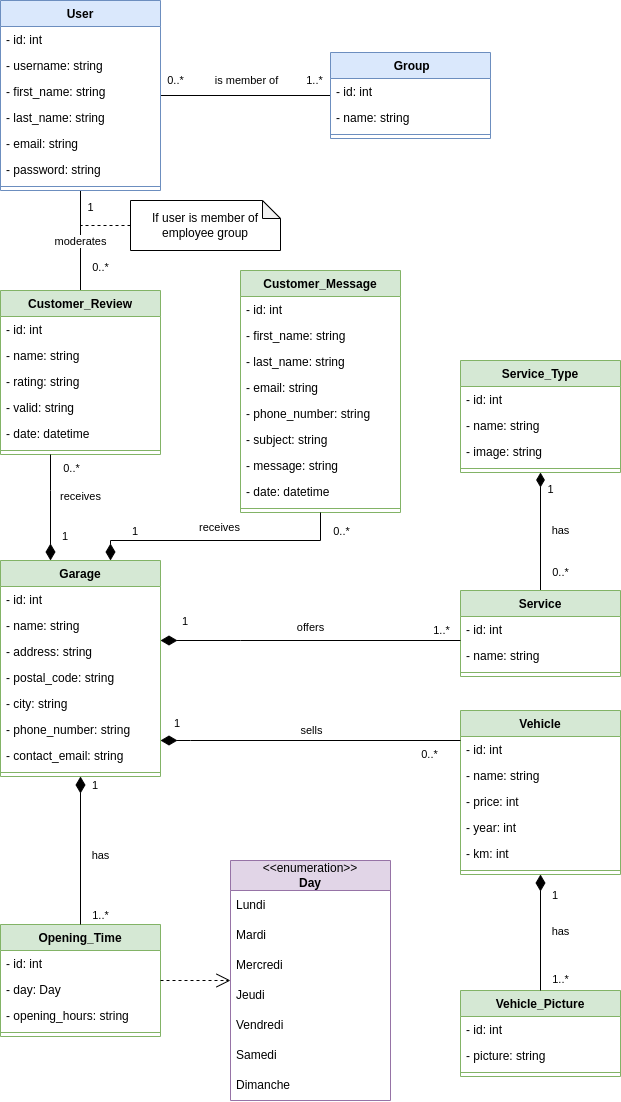 User
- id: int
- username: string
- first_name: string
- last_name: string
- email: string
- password: string
0..*
is member of
1..*
Group
- id: int
- name: string
1
If user is member of
employee group
moderates
0..*
Customer_Review
- id: int
- name: string
- rating: string
- valid: string
- date: datetime
0..*
receives
1
Customer_Message
- id: int
- first_name: string
- last_name: string
- email: string
- phone_number: string
- subject: string
- message: string
- date: datetime
1
receives
0..*
Service_Type
- id: int
- name: string
- image: string
1
has
0..*
Garage
- id: int
- name: string
- address: string
- postal_code: string
- city: string
- phone_number: string
- contact_email: string
1
offers
1..*
Service
- id: int
- name: string
1
sells
0..*
Vehicle
- id: int
- name: string
- price: int
- year: int
- km: int
1
has
1..*
Opening_Time
- id: int
- day: Day
- opening_hours: string
<<enumeration>>
Day
Lundi
Mardi
Mercredi
Jeudi
Vendredi
Samedi
Dimanche
1
has
1..*
Vehicle_Picture
- id: int
- picture: string